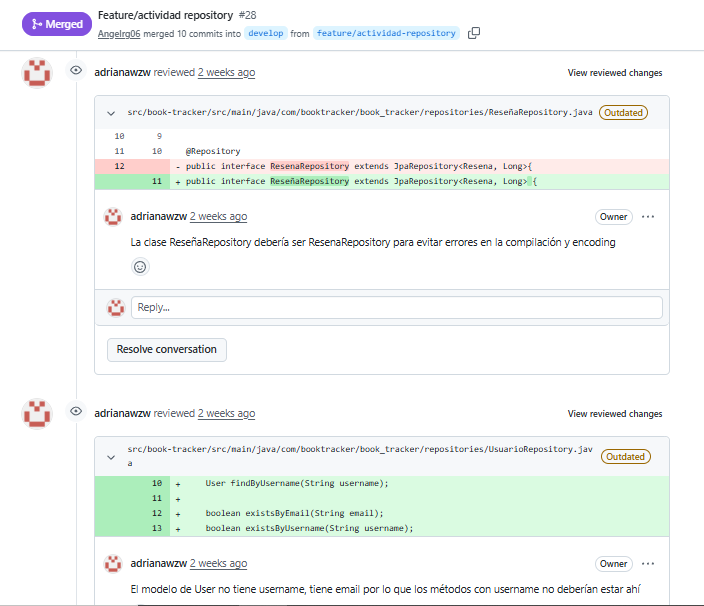 Merged
Feature/actividad repository #28
Angelrg06 merged 10 commits into develop from feature/actividad-repository
adrianawzw reviewed 2 weeks ago
View reviewed changes
src/book-tracker/src/main/java/com/booktracker/book_tracker/repositories/ReseñaRepository.java Outdated
10 9
11 10 @Repository
12 - public interface ResenaRepository extends JpaRepository<Resena, Long>{
11 + public interface ReseñaRepository extends JpaRepository<Resena, Long> {
adrianawzw 2 weeks ago
Owner ...
La clase ReseñaRepository debería ser ResenaRepository para evitar errores en la compilación y encoding
Reply...
Resolve conversation
adrianawzw reviewed 2 weeks ago
View reviewed changes
src/book-tracker/src/main/java/com/booktracker/book_tracker/repositories/UsuarioRepository.jav
a
Outdated
10 + User findByUsername(String username);
11 +
12 + boolean existsByEmail(String email);
13 + boolean existsByUsername(String username);
adrianawzw 2 weeks ago
Owner ...
El modelo de User no tiene username, tiene email por lo que los métodos con username no deberían estar ahí